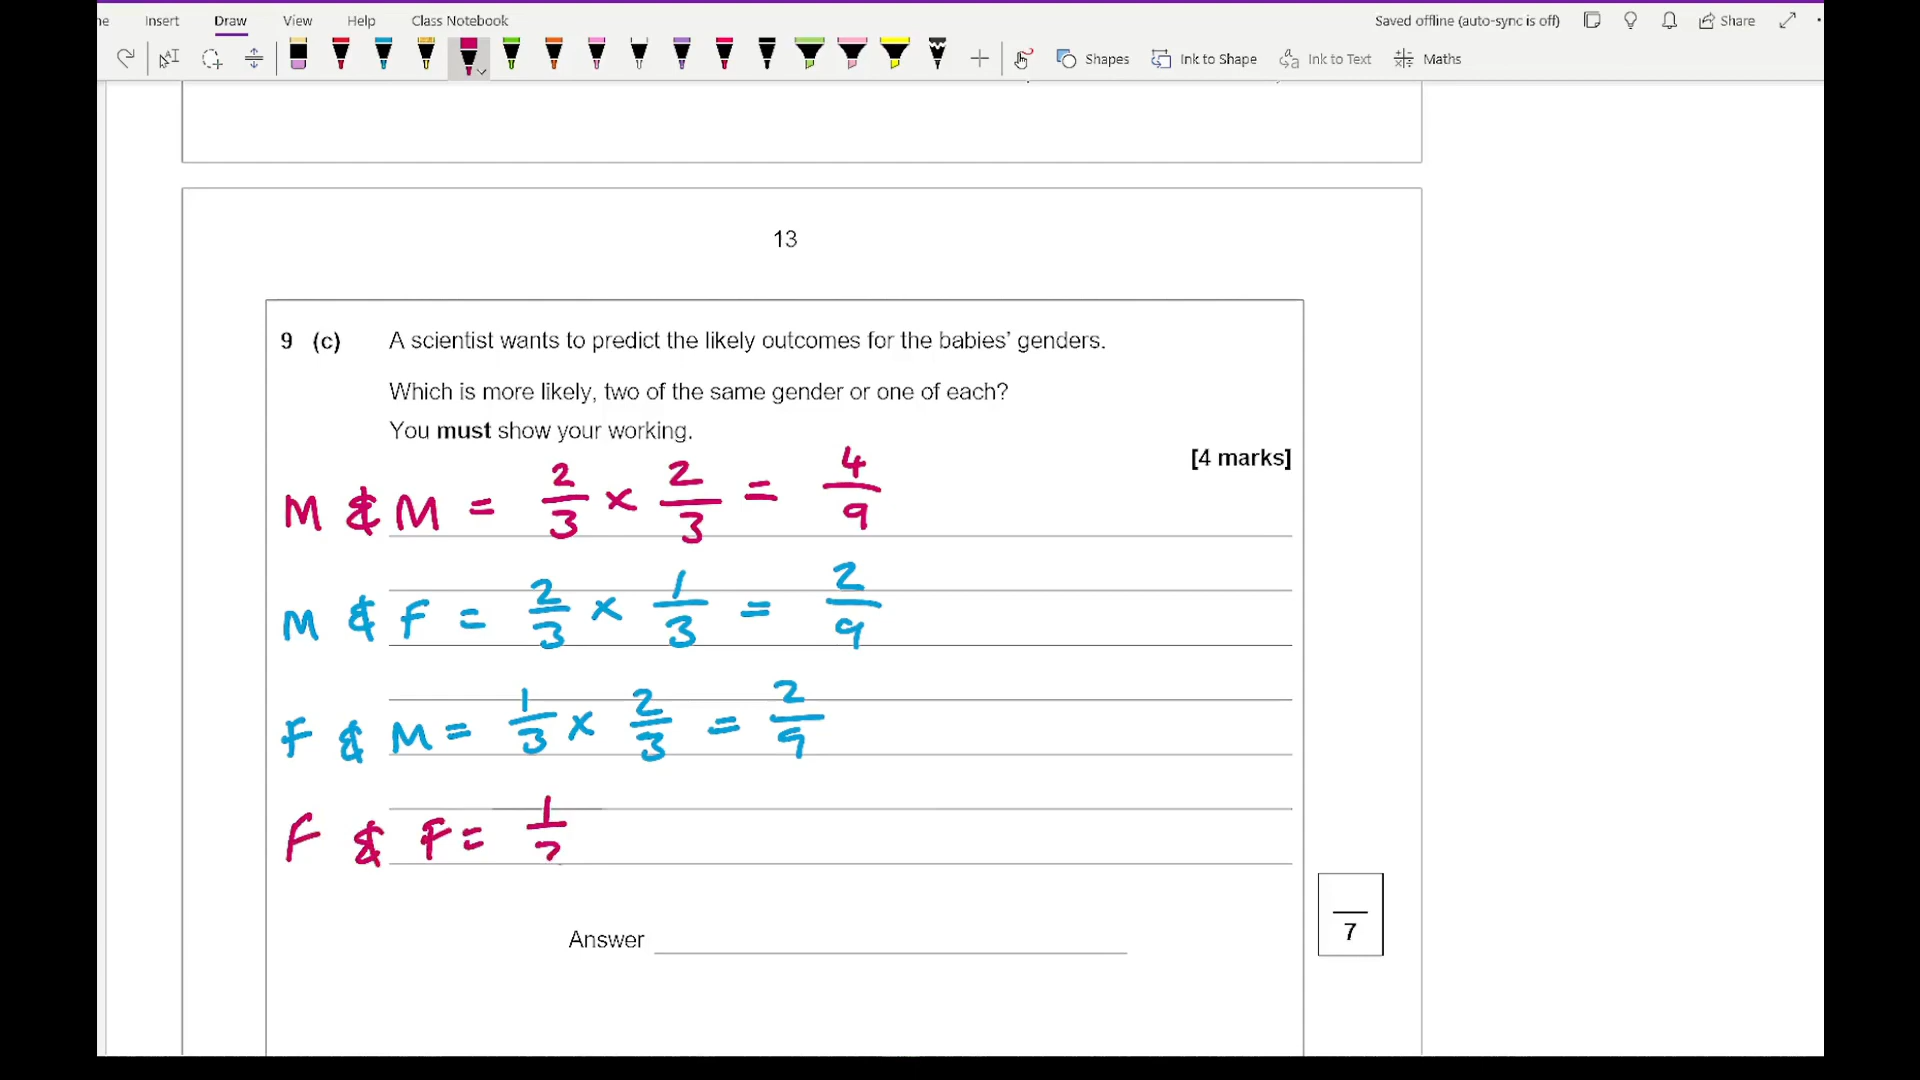 Insert Draw View Help Class Notebook Saved offline (auto-sync is off) Share
Shapes Ink to Shape Ink to Text Maths
13
9 (c) A scientist wants to predict the likely outcomes for the babies' genders.
Which is more likely, two of the same gender or one of each?
You must show your working.
[4 marks]
M & M = 2/3 × 2/3 = 4/9
M & F = 2/3 × 1/3 = 2/9
F & M = 1/3 × 2/3 = 2/9
F & F = 1/
Answer
7